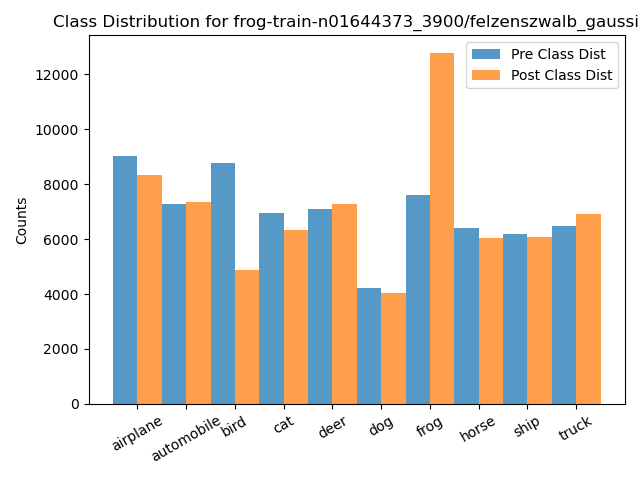 Class Distribution for frog-train-n01644373_3900/felzenszwalb_gaussi
Pre Class Dist
Post Class Dist
Counts
12000
10000
8000
6000
4000
2000
0
airplane
automobile
bird
cat
deer
dog
frog
horse
ship
truck